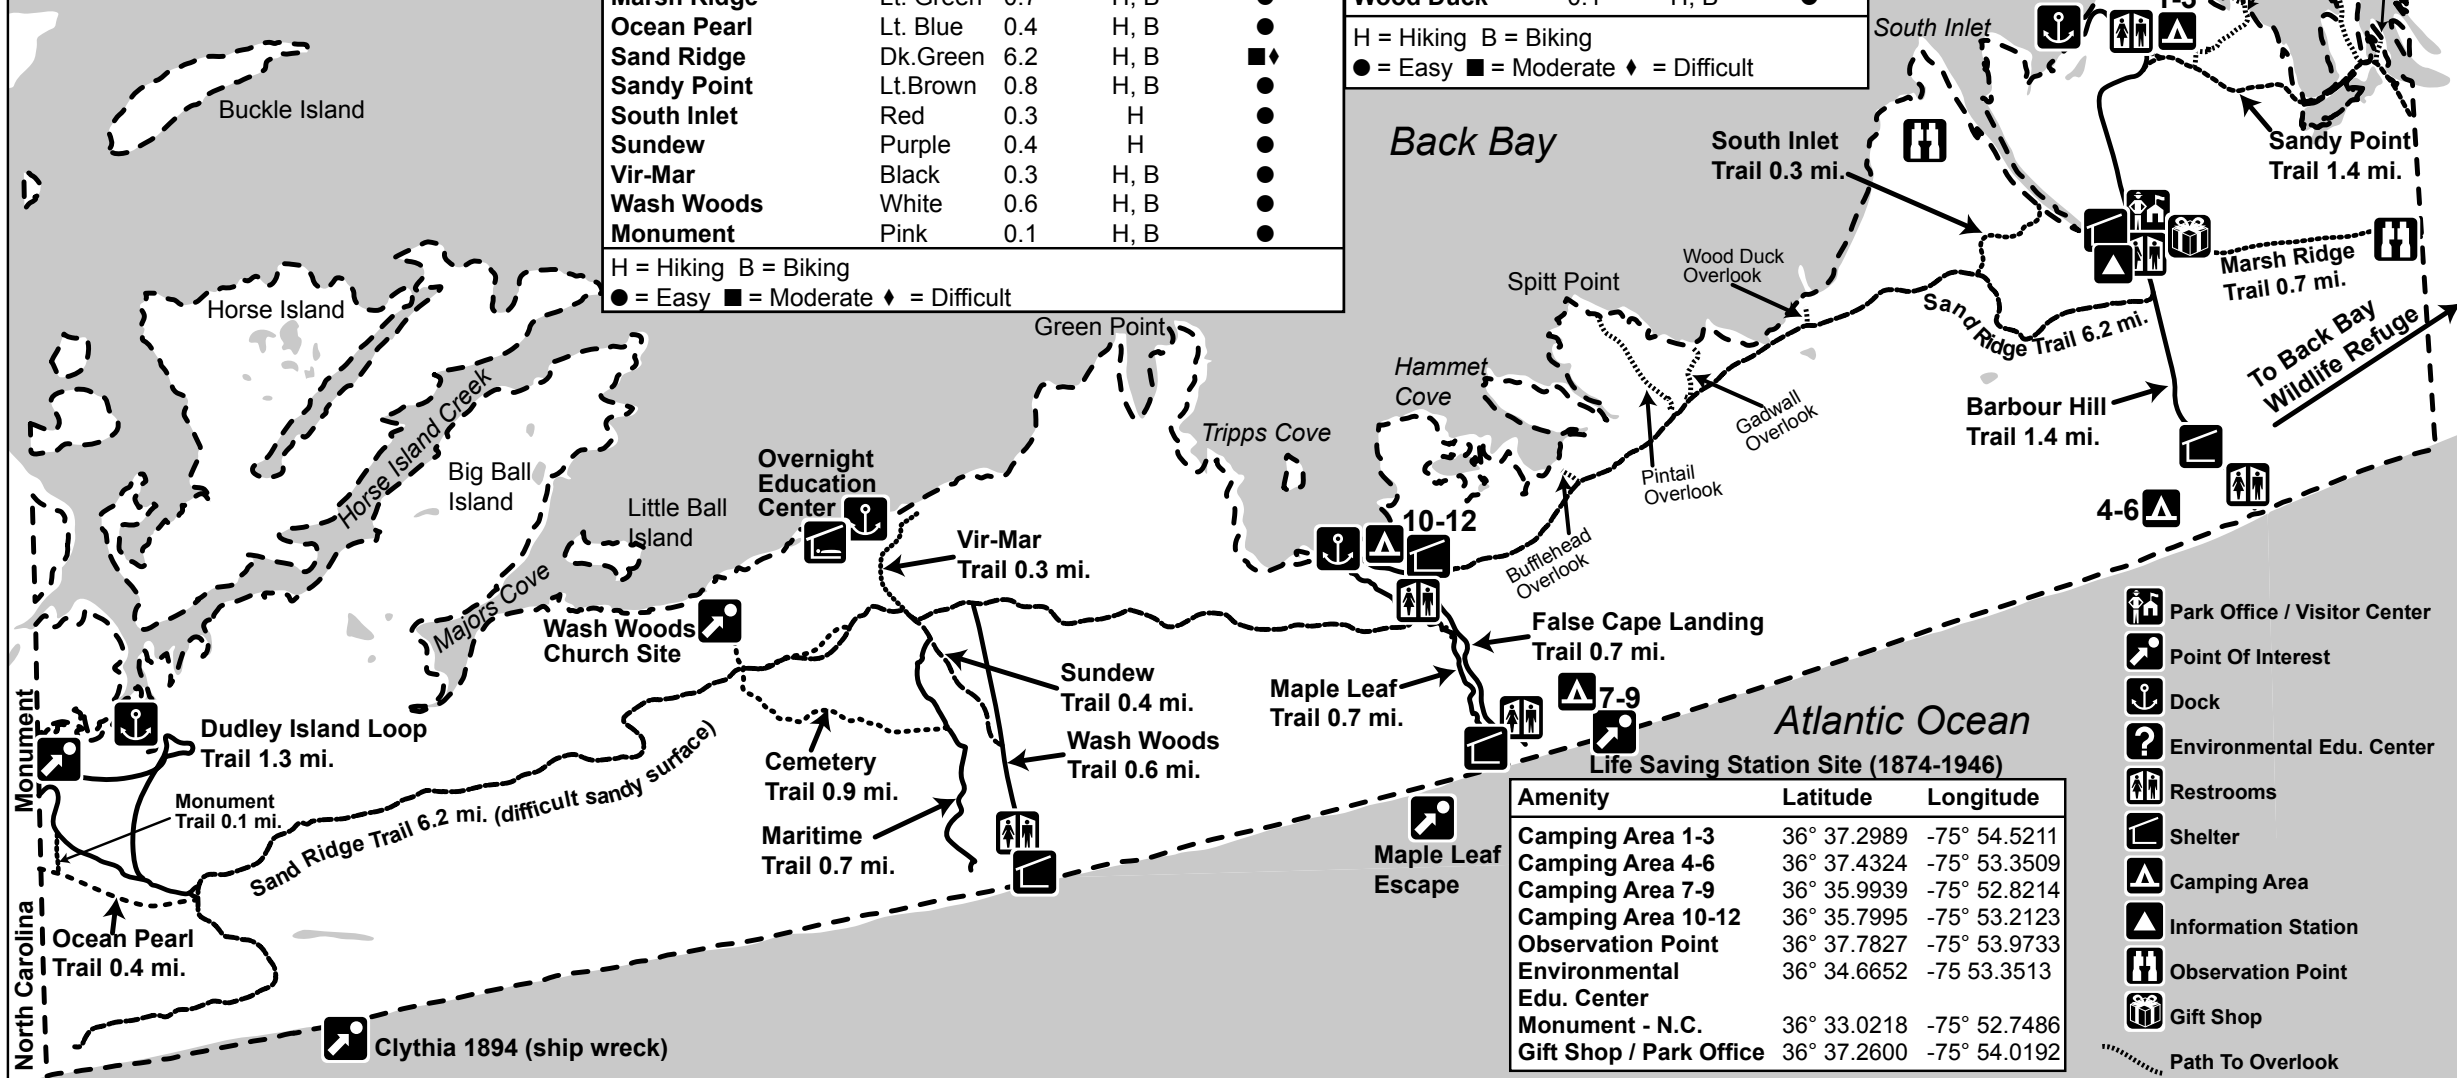 Marsh Ridge Lt. Green 0.7 H, B ●
Ocean Pearl Lt. Blue 0.4 H, B ●
Sand Ridge Dk.Green 6.2 H, B ■♦
Sandy Point Lt.Brown 0.8 H, B ●
South Inlet Red 0.3 H ●
Sundew Purple 0.4 H ●
Vir-Mar Black 0.3 H, B ●
Wash Woods White 0.6 H, B ●
Monument Pink 0.1 H, B ●
H = Hiking B = Biking
● = Easy ■ = Moderate ♦ = Difficult
Wood Duck 0.1 H, B ●
H = Hiking B = Biking
● = Easy ■ = Moderate ♦ = Difficult
South Inlet
1-3
Buckle Island
Back Bay
South Inlet
Trail 0.3 mi.
Sandy Point
Trail 1.4 mi.
Marsh Ridge
Trail 0.7 mi.
Wood Duck
Overlook
Spitt Point
Sand Ridge Trail 6.2 mi.
To Back Bay
Wildlife Refuge
Horse Island
Green Point
Hammet
Cove
Gadwall
Overlook
Barbour Hill
Trail 1.4 mi.
Tripps Cove
Pintail
Overlook
Horse Island Creek
Big Ball
Island
Overnight
Education
Center
Little Ball
Island
10-12
4-6
Vir-Mar
Trail 0.3 mi.
Bufflehead
Overlook
Majors Cove
Wash Woods
Church Site
False Cape Landing
Trail 0.7 mi.
Sundew
Trail 0.4 mi.
Maple Leaf
Trail 0.7 mi.
7-9
Atlantic Ocean
Life Saving Station Site (1874-1946)
Monument
Dudley Island Loop
Trail 1.3 mi.
Wash Woods
Trail 0.6 mi.
Cemetery
Trail 0.9 mi.
Monument
Trail 0.1 mi.
Sand Ridge Trail 6.2 mi. (difficult sandy surface)
Maritime
Trail 0.7 mi.
Maple Leaf
Escape
North Carolina
Ocean Pearl
Trail 0.4 mi.
Clythia 1894 (ship wreck)
Amenity Latitude Longitude
Camping Area 1-3 36° 37.2989 -75° 54.5211
Camping Area 4-6 36° 37.4324 -75° 53.3509
Camping Area 7-9 36° 35.9939 -75° 52.8214
Camping Area 10-12 36° 35.7995 -75° 53.2123
Observation Point 36° 37.7827 -75° 53.9733
Environmental 36° 34.6652 -75 53.3513
Edu. Center
Monument - N.C. 36° 33.0218 -75° 52.7486
Gift Shop / Park Office 36° 37.2600 -75° 54.0192
Park Office / Visitor Center
Point Of Interest
Dock
? Environmental Edu. Center
Restrooms
Shelter
Camping Area
Information Station
Observation Point
Gift Shop
Path To Overlook